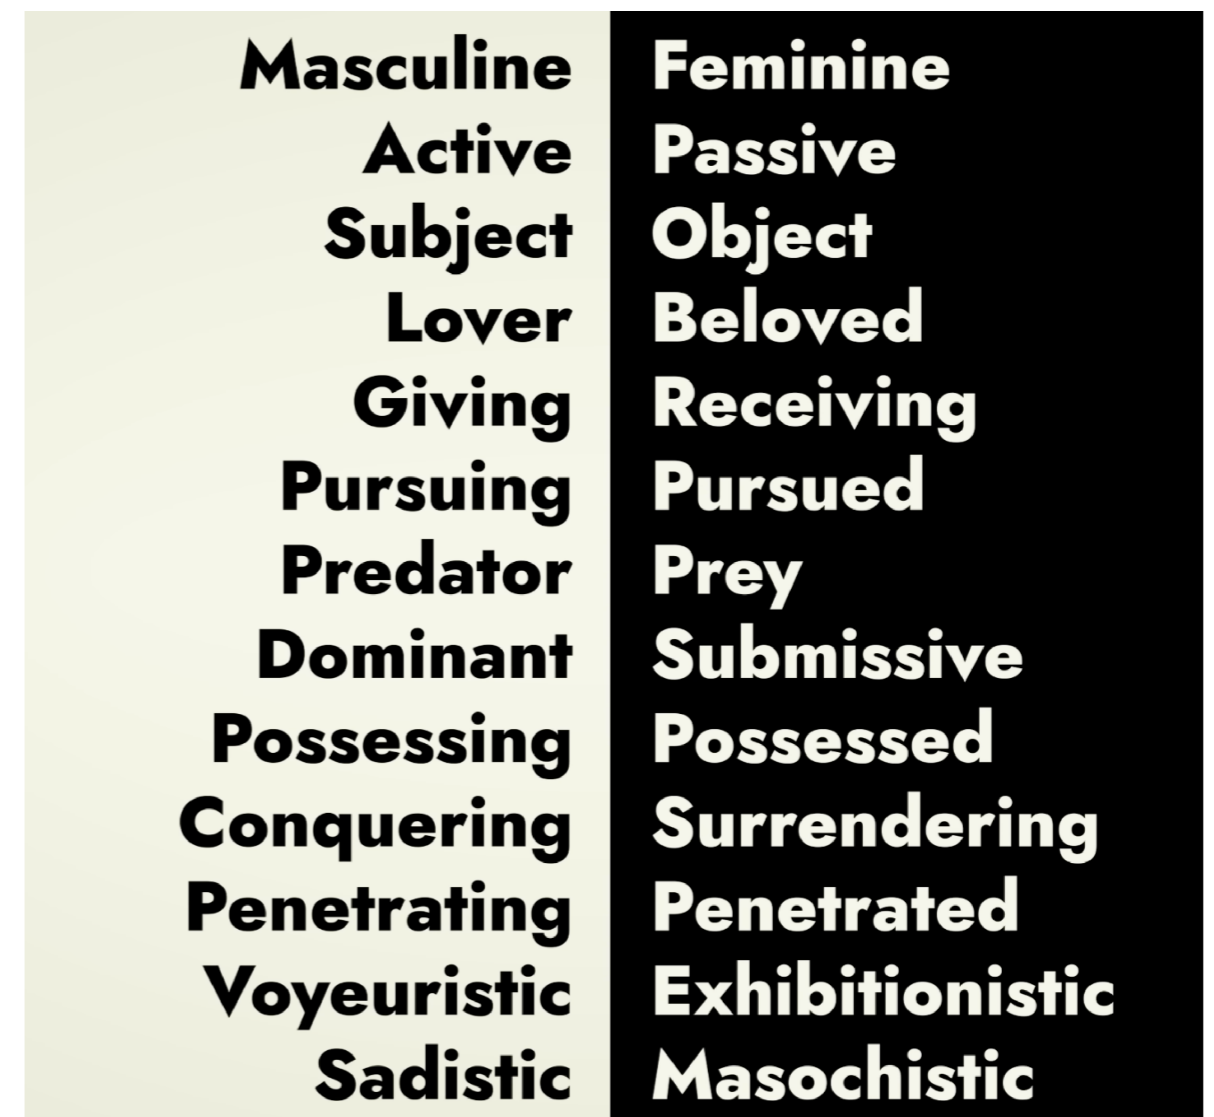 Masculine Feminine
Active Passive
Subject Object
Lover Beloved
Giving Receiving
Pursuing Pursued
Predator Prey
Dominant Submissive
Possessing Possessed
Conquering Surrendering
Penetrating Penetrated
Voyeuristic Exhibitionistic
Sadistic Masochistic